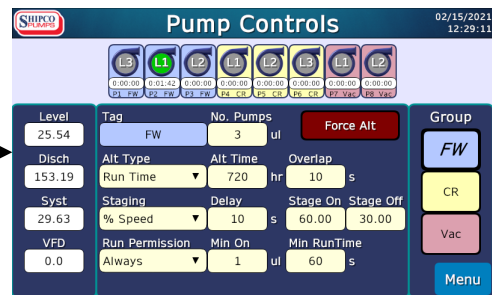 SHIPCO
PUMPS
Pump Controls
02/15/2021
12:29:11
L3 L1 L2 L1 L2 L3 L1 L2
0:00:00 0:01:42 0:00:00 0:00:00 0:00:00 0:00:00 0:00:00 0:00:00
P1 FW P2 FW P3 FW P4 CR P5 CR P6 CR P7 Vac P8 Vac
Level
25.54
Disch
153.19
Syst
29.63
VFD
0.0
Tag No. Pumps
FW 3 ul Force Alt
Alt Type Alt Time Overlap
Run Time ▼ 720 hr 10 s
Staging Delay Stage On Stage Off
% Speed ▼ 10 s 60.00 30.00
Run Permission Min On Min RunTime
Always ▼ 1 ul 60 s
Group
FW
CR
Vac
Menu